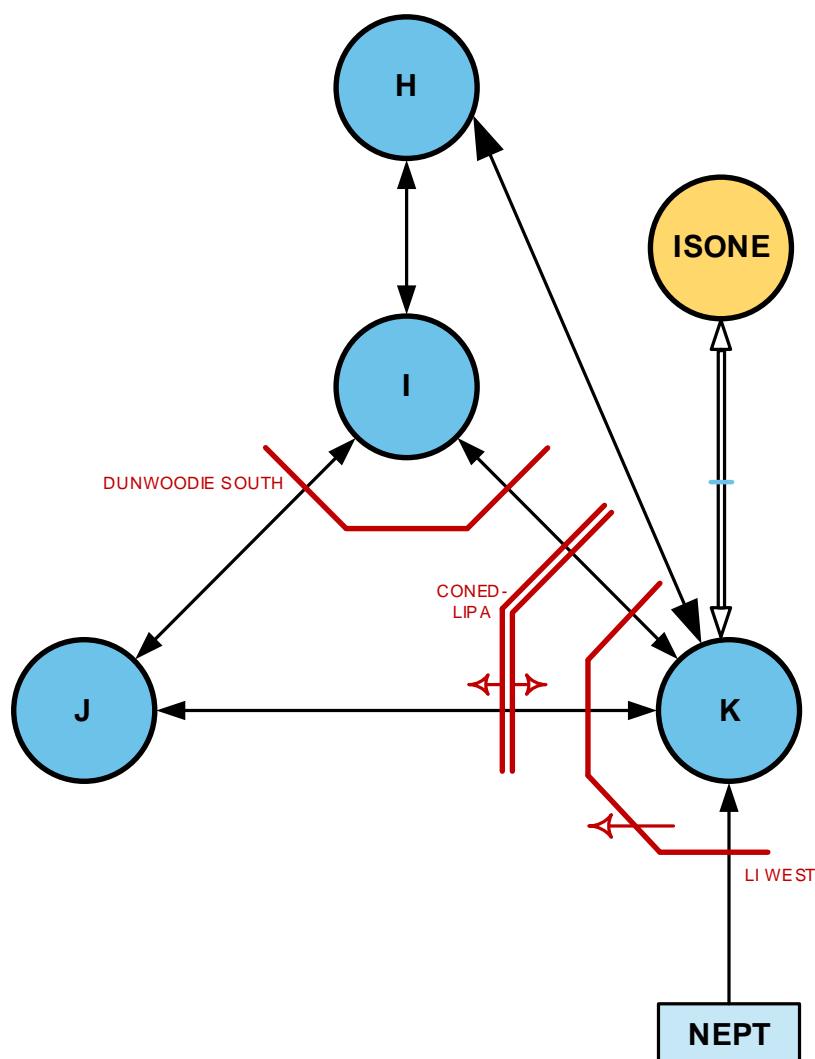 H
ISONE
I
DUNWOODIE SOUTH
CONED-
LIPA
J
K
LI WEST
NEPT